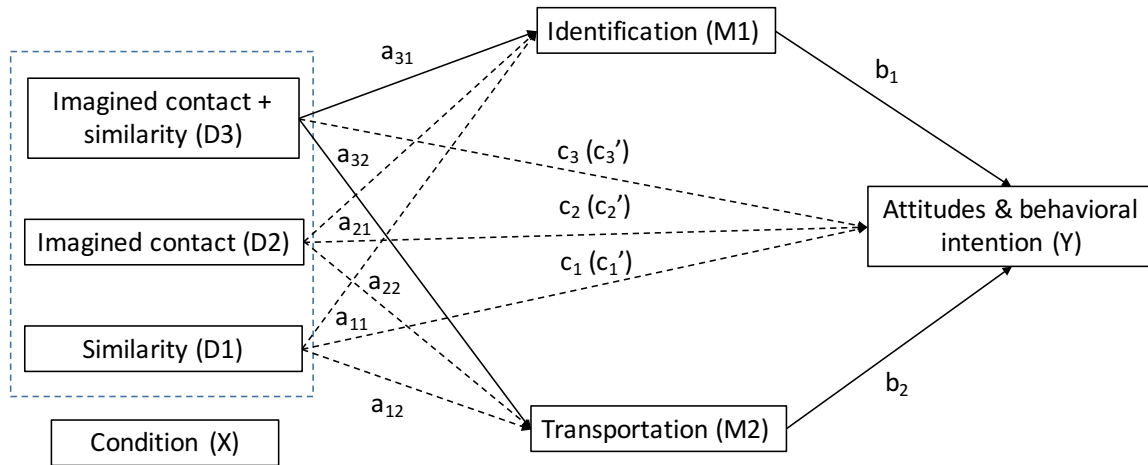 Identification (M1)
a31
b1
Imagined contact +
similarity (D3)
a32
c3 (c3’)
Imagined contact (D2)
a21
c2 (c2’)
Attitudes & behavioral
intention (Y)
c1 (c1’)
a22
Similarity (D1)
a11
a12
b2
Transportation (M2)
Condition (X)